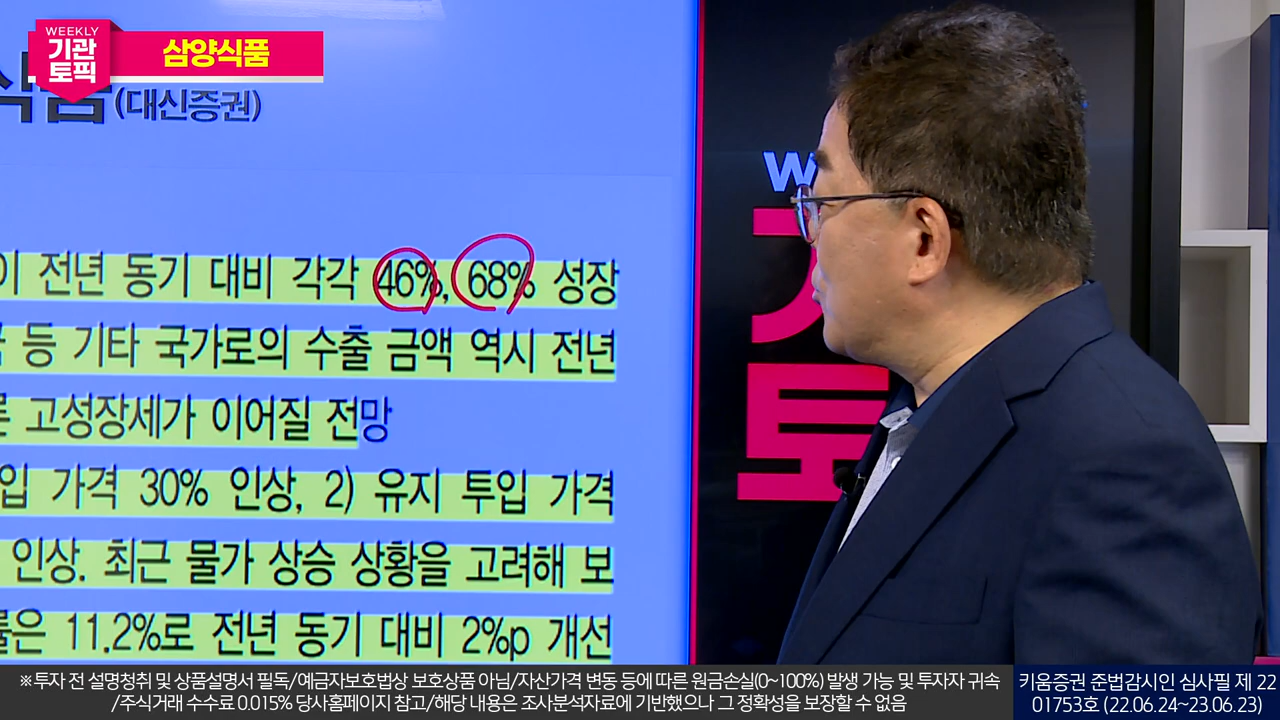 WEEKLY
기관
토픽
삼양식품
(대신증권)
이 전년 동기 대비 각각 46%, 68% 성장
등 기타 국가로의 수출 금액 역시 전년
고성장세가 이어질 전망
입 가격 30% 인상, 2) 유지 투입 가격
인상. 최근 물가 상승 상황을 고려해 보
률은 11.2%로 전년 동기 대비 2%p 개선
※투자 전 설명청취 및 상품설명서 필독/예금자보호법상 보호상품 아님/자산가격 변동 등에 따른 원금손실(0~100%) 발생 가능 및 투자자 귀속
/주식거래 수수료 0.015% 당사홈페이지 참고/해당 내용은 조사분석자료에 기반했으나 그 정확성을 보장할 수 없음
키움증권 준법감시인 심사필 제 22
01753호 (22.06.24~23.06.23)